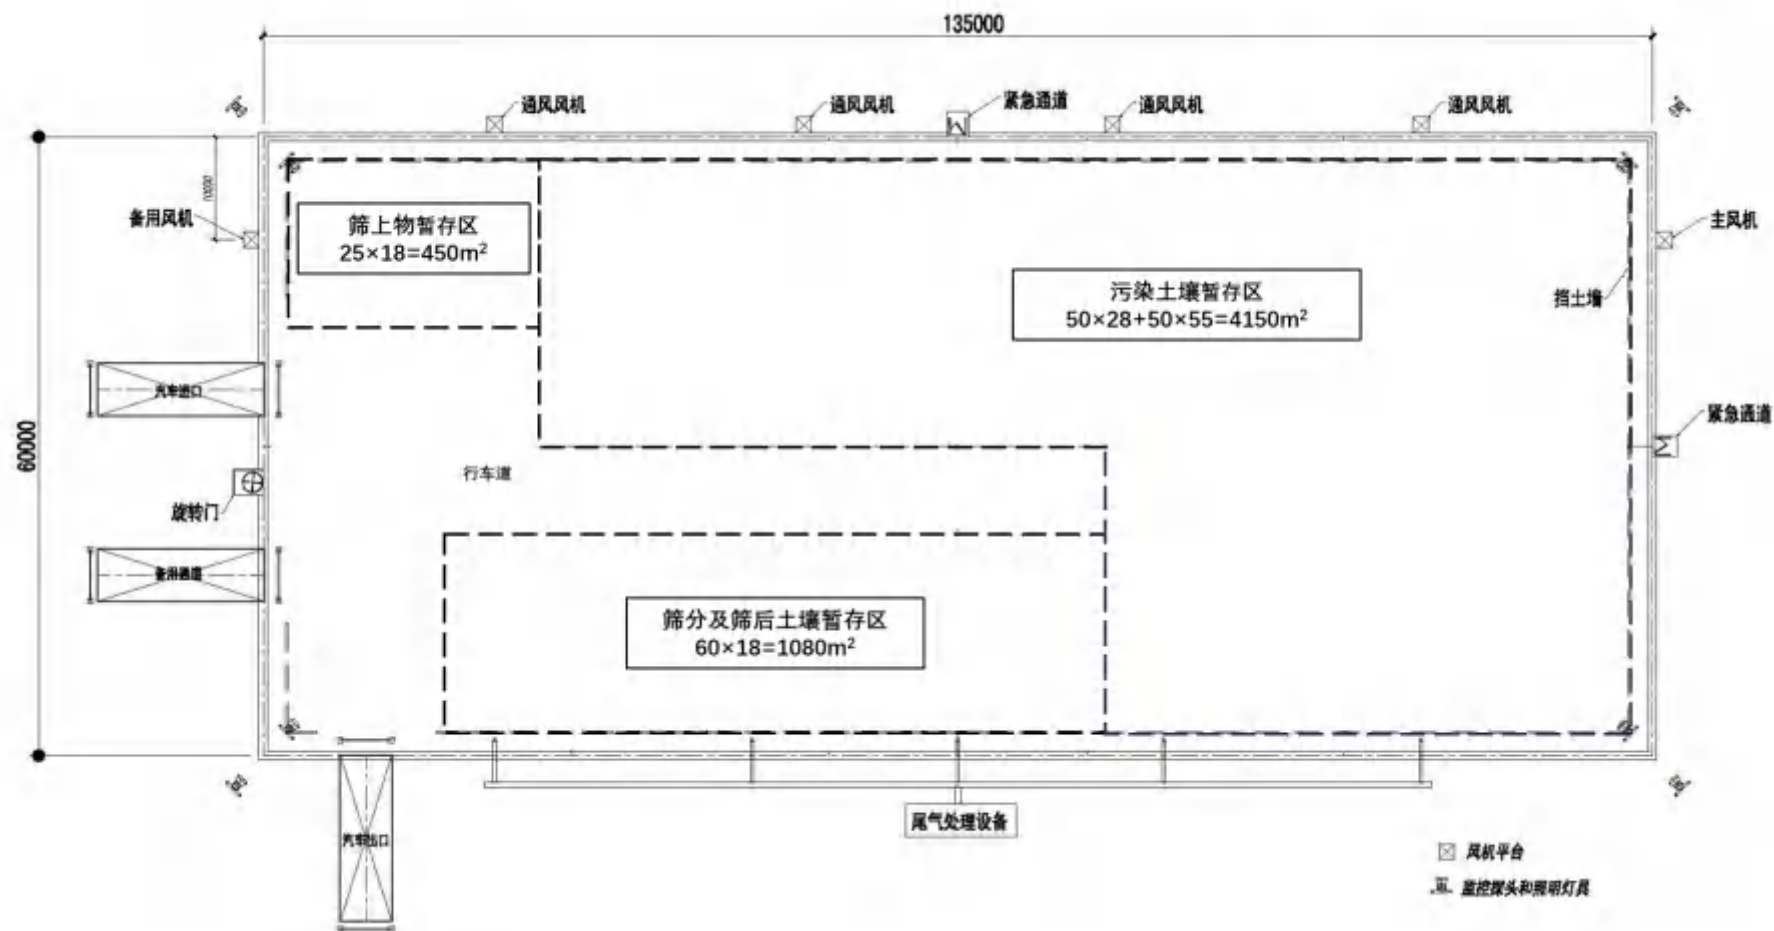 135000
通风风机
通风风机
紧急通道
通风风机
通风风机
10000
备用风机
筛上物暂存区
25×18=450m²
主风机
污染土壤暂存区
50×28+50×55=4150m²
挡土墙
汽车进口
紧急通道
60000
行车道
旋转门
备用通道
筛分及筛后土壤暂存区
60×18=1080m²
尾气处理设备
汽车出口
风机平台
监控探头和照明灯具